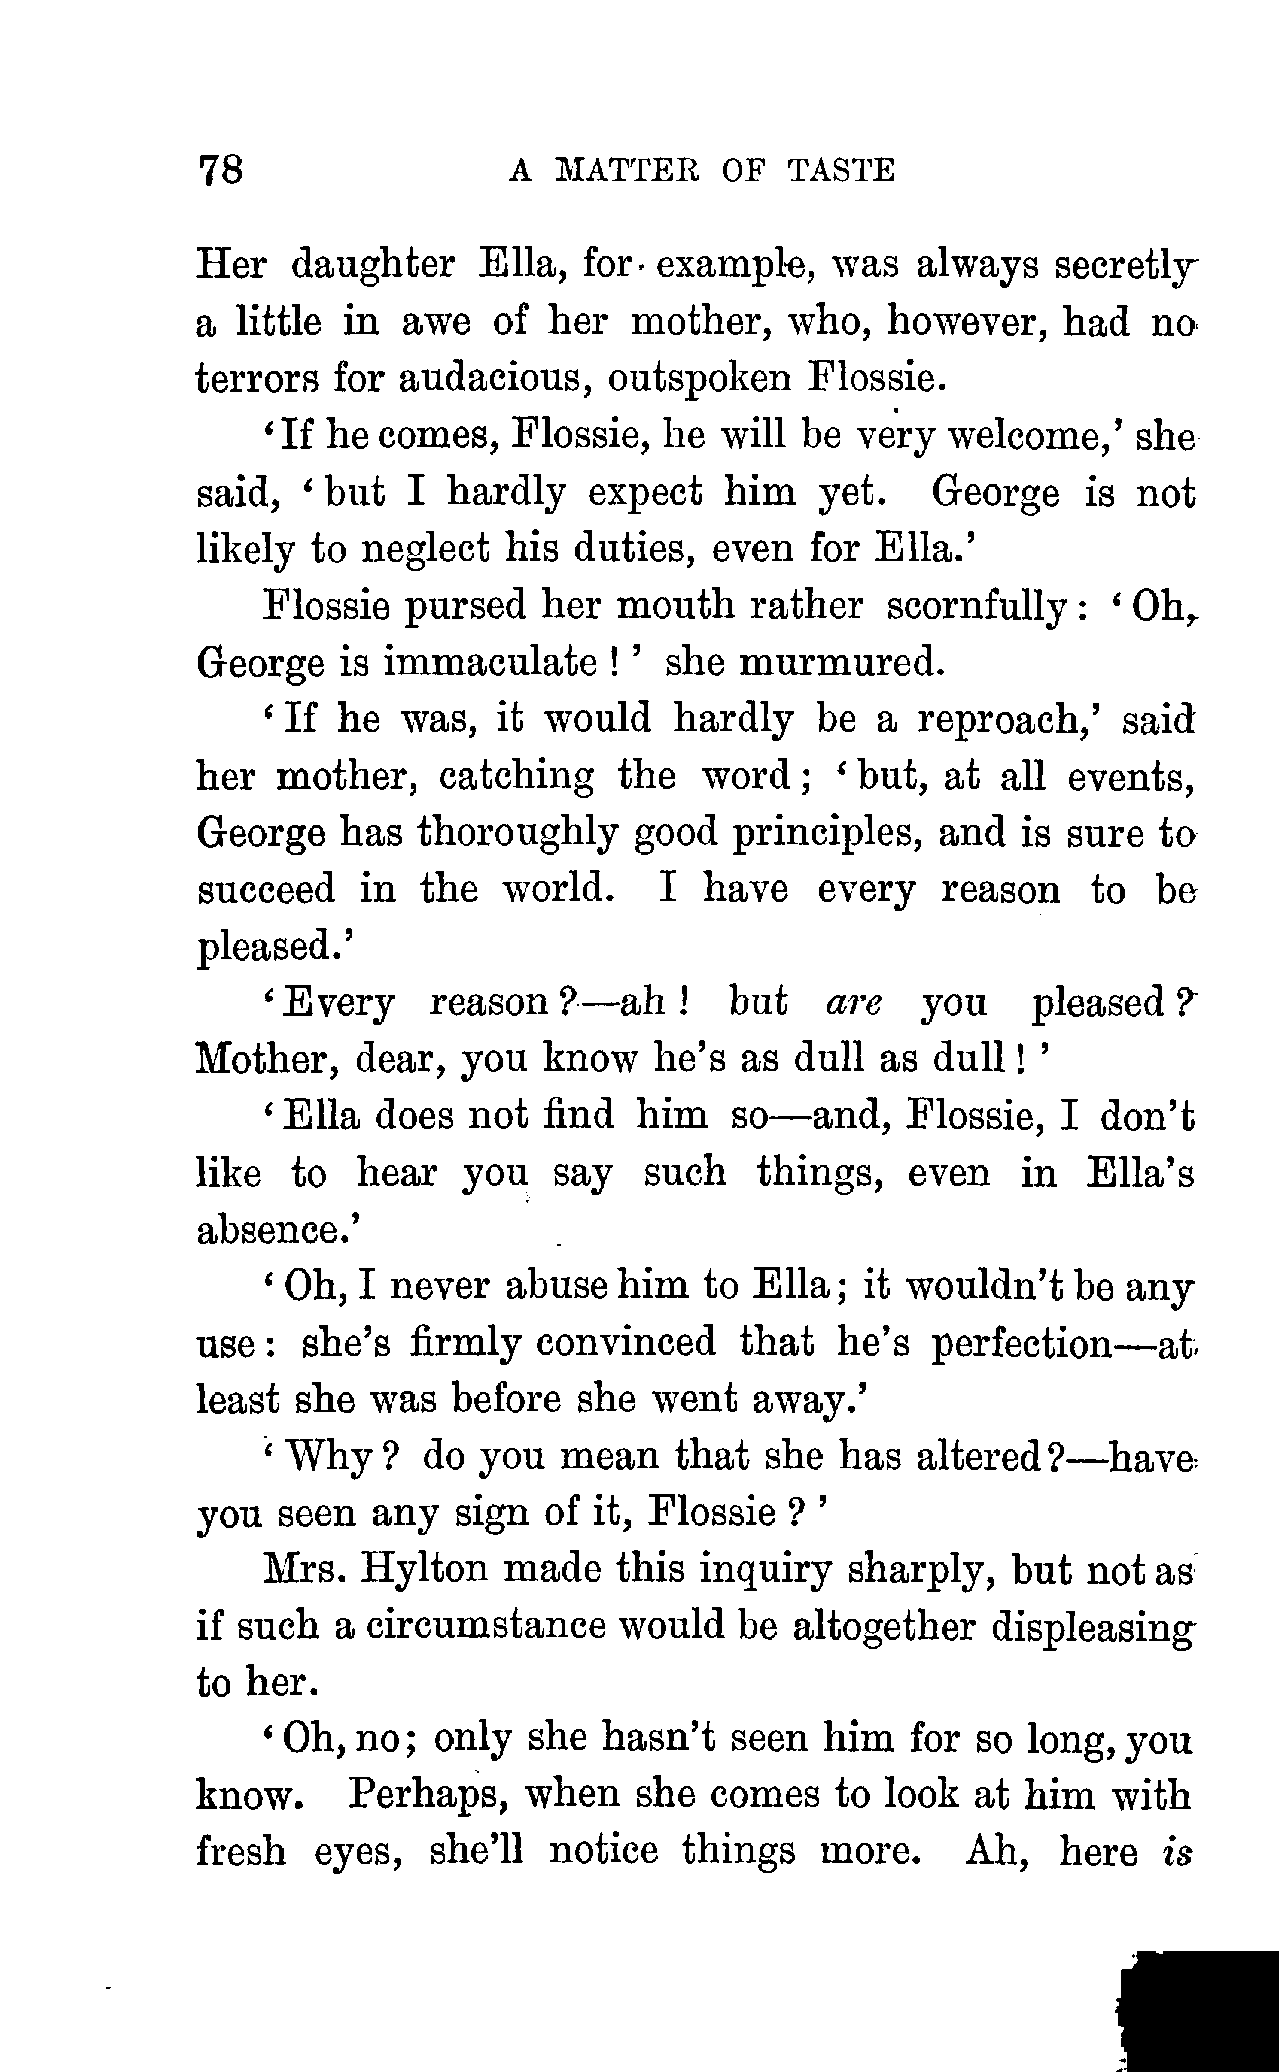 78 A MATTER OF TASTE
Her daughter Ella, for example, was always secretly
a little in awe of her mother, who, however, had no
terrors for audacious, outspoken Flossie.
‘If he comes, Flossie, he will be very welcome,’ she
said, ‘but I hardly expect him yet. George is not
likely to neglect his duties, even for Ella.’
Flossie pursed her mouth rather scornfully: ‘Oh,
George is immaculate!’ she murmured.
‘If he was, it would hardly be a reproach,’ said
her mother, catching the word; ‘but, at all events,
George has thoroughly good principles, and is sure to
succeed in the world. I have every reason to be
pleased.’
‘Every reason?—ah! but are you pleased?
Mother, dear, you know he’s as dull as dull!’
‘Ella does not find him so—and, Flossie, I don’t
like to hear you say such things, even in Ella’s
absence.’
‘Oh, I never abuse him to Ella; it wouldn’t be any
use: she’s firmly convinced that he’s perfection—at
least she was before she went away.’
‘Why? do you mean that she has altered?—have
you seen any sign of it, Flossie?’
Mrs. Hylton made this inquiry sharply, but not as
if such a circumstance would be altogether displeasing
to her.
‘Oh, no; only she hasn’t seen him for so long, you
know. Perhaps, when she comes to look at him with
fresh eyes, she’ll notice things more. Ah, here is